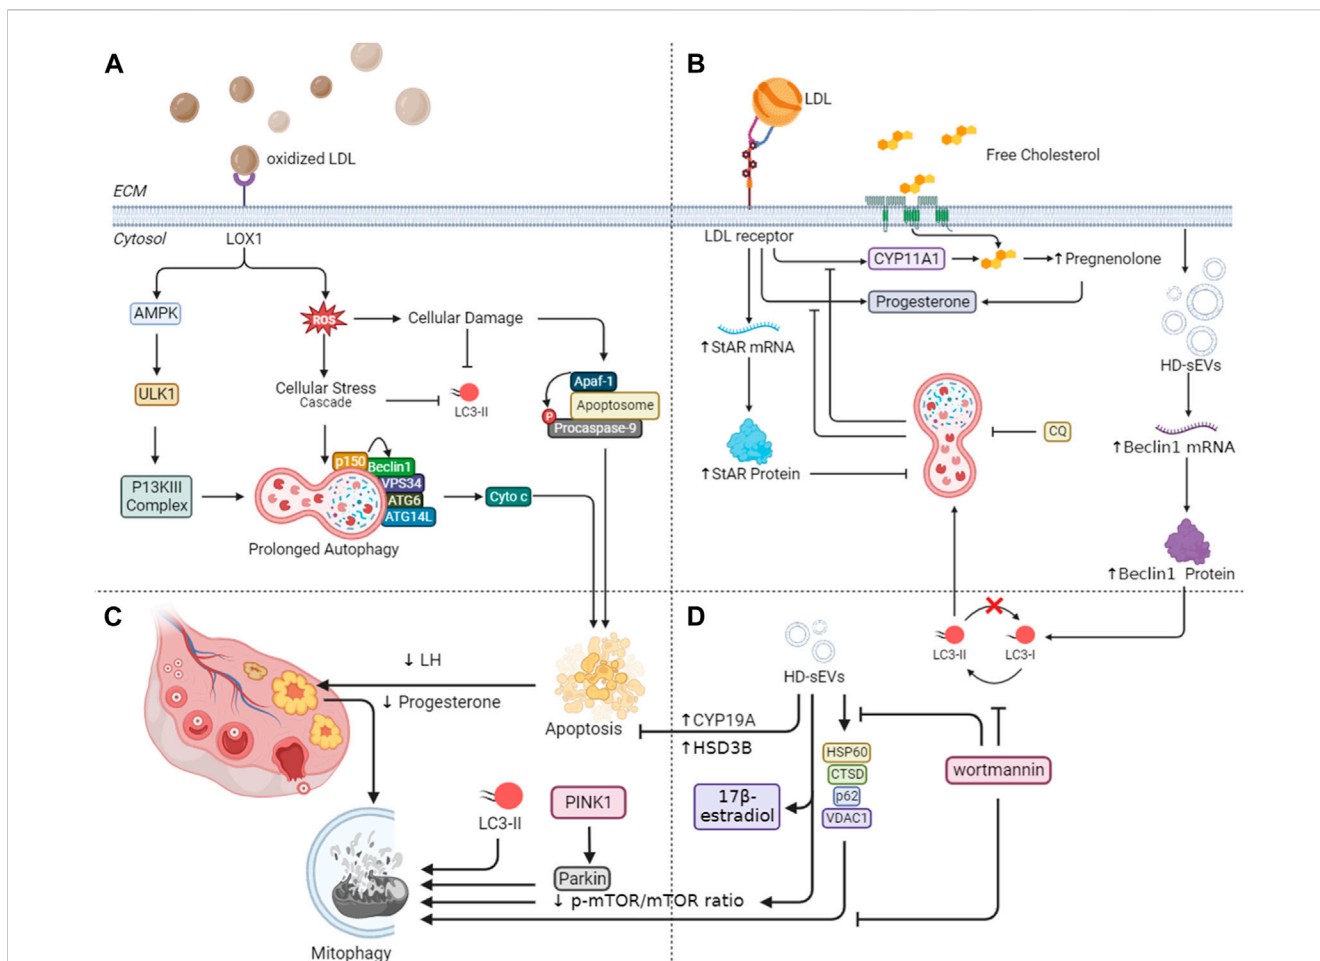 A
oxidized LDL
ECM
Cytosol
LOX1
AMPK
ROS
Cellular Damage
ULK1
Cellular Stress
Cascade
LC3-II
Apaf-1
Apoptosome
P
Procaspase-9
P13KIII
Complex
p150
Beclin1
VPS34
ATG6
ATG14L
Cyto c
Prolonged Autophagy
B
LDL
Free Cholesterol
LDL receptor
CYP11A1
↑Pregnenolone
Progesterone
↑StAR mRNA
HD-sEVs
CQ
↑Beclin1 mRNA
↑StAR Protein
↑Beclin1 Protein
LC3-II
LC3-I
C
↓ LH
↓ Progesterone
Apoptosis
LC3-II
PINK1
Parkin
↓ p-mTOR/mTOR ratio
Mitophagy
D
HD-sEVs
↑CYP19A
↑HSD3B
HSP60
CTSD
p62
VDAC1
17β-
estradiol
wortmannin